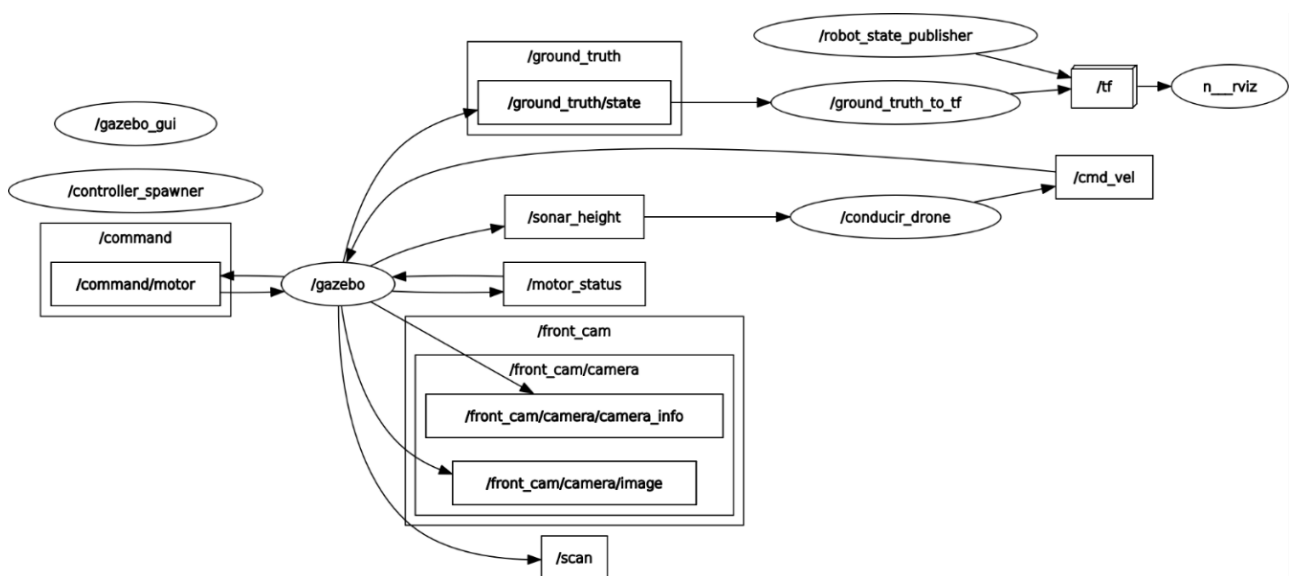 /robot_state_publisher
/ground_truth
/ground_truth/state
/ground_truth_to_tf
/tf
n___rviz
/gazebo_gui
/controller_spawner
/cmd_vel
/sonar_height
/conducir_drone
/command
/command/motor
/gazebo
/motor_status
/front_cam
/front_cam/camera
/front_cam/camera/camera_info
/front_cam/camera/image
/scan